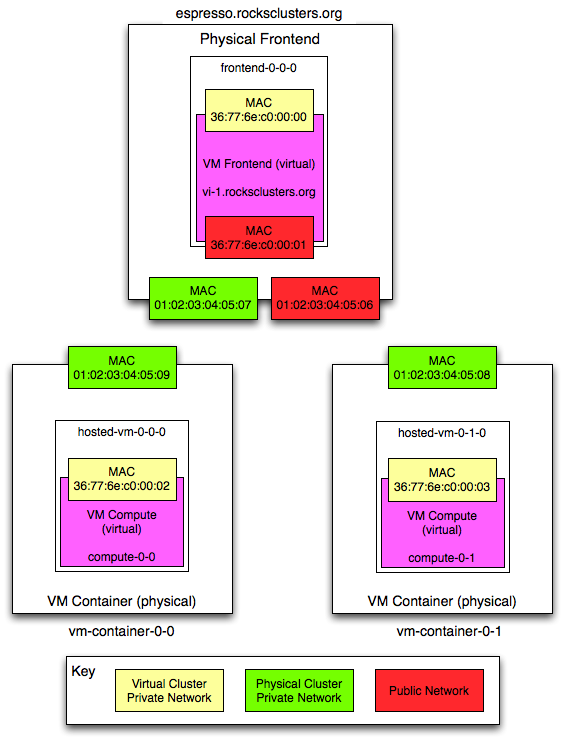 espresso.rocksclusters.org
Physical Frontend
frontend-0-0-0
MAC
36:77:6e:c0:00:00
VM Frontend (virtual)
vi-1.rocksclusters.org
MAC
36:77:6e:c0:00:01
MAC
01:02:03:04:05:07
MAC
01:02:03:04:05:06
MAC
01:02:03:04:05:09
hosted-vm-0-0-0
MAC
36:77:6e:c0:00:02
VM Compute
(virtual)
compute-0-0
VM Container (physical)
vm-container-0-0
MAC
01:02:03:04:05:08
hosted-vm-0-1-0
MAC
36:77:6e:c0:00:03
VM Compute
(virtual)
compute-0-1
VM Container (physical)
vm-container-0-1
Key
Virtual Cluster
Private Network
Physical Cluster
Private Network
Public Network